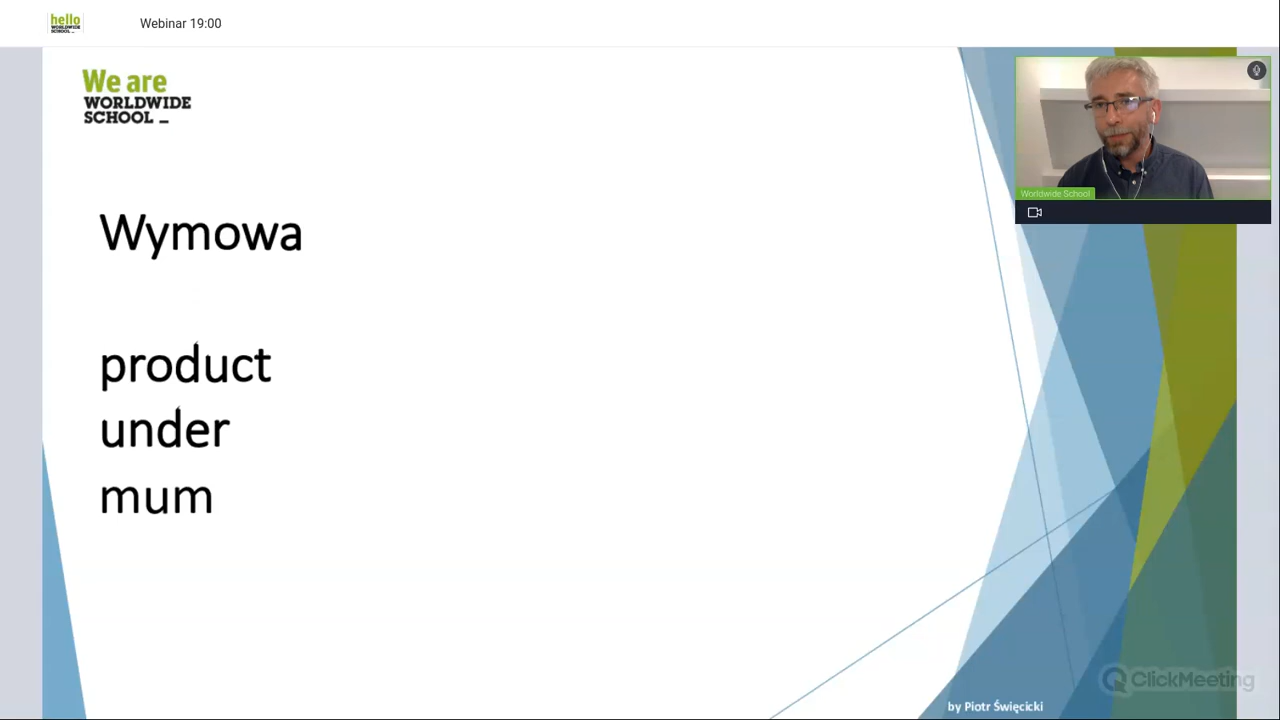 hello
WORLDWIDE
SCHOOL _
Webinar 19:00
We are
WORLDWIDE
SCHOOL _
Worldwide School
Wymowa
product
under
mum
ClickMeeting
by Piotr Święcicki